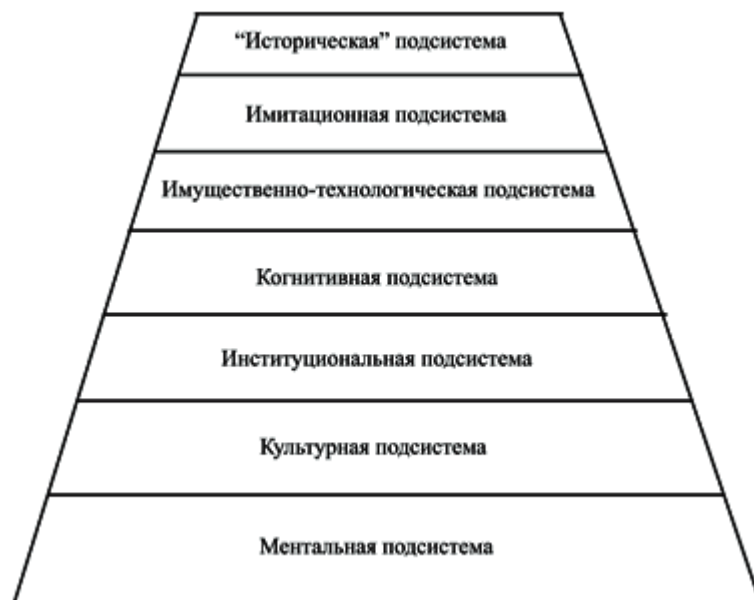 “Историческая” подсистема
Имитационная подсистема
Имущественно-технологическая подсистема
Когнитивная подсистема
Институциональная подсистема
Культурная подсистема
Ментальная подсистема